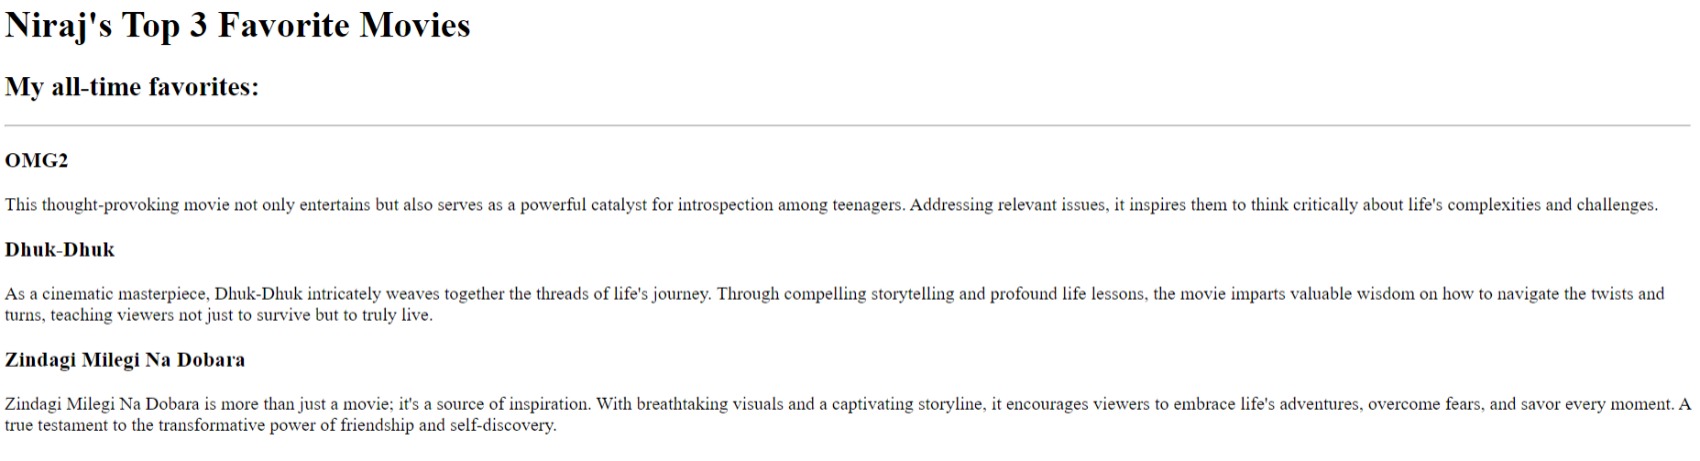 Niraj's Top 3 Favorite Movies
My all-time favorites:
OMG2
This thought-provoking movie not only entertains but also serves as a powerful catalyst for introspection among teenagers. Addressing relevant issues, it inspires them to think critically about life's complexities and challenges.
Dhuk-Dhuk
As a cinematic masterpiece, Dhuk-Dhuk intricately weaves together the threads of life's journey. Through compelling storytelling and profound life lessons, the movie imparts valuable wisdom on how to navigate the twists and
turns, teaching viewers not just to survive but to truly live.
Zindagi Milegi Na Dobara
Zindagi Milegi Na Dobara is more than just a movie; it's a source of inspiration. With breathtaking visuals and a captivating storyline, it encourages viewers to embrace life's adventures, overcome fears, and savor every moment. A
true testament to the transformative power of friendship and self-discovery.